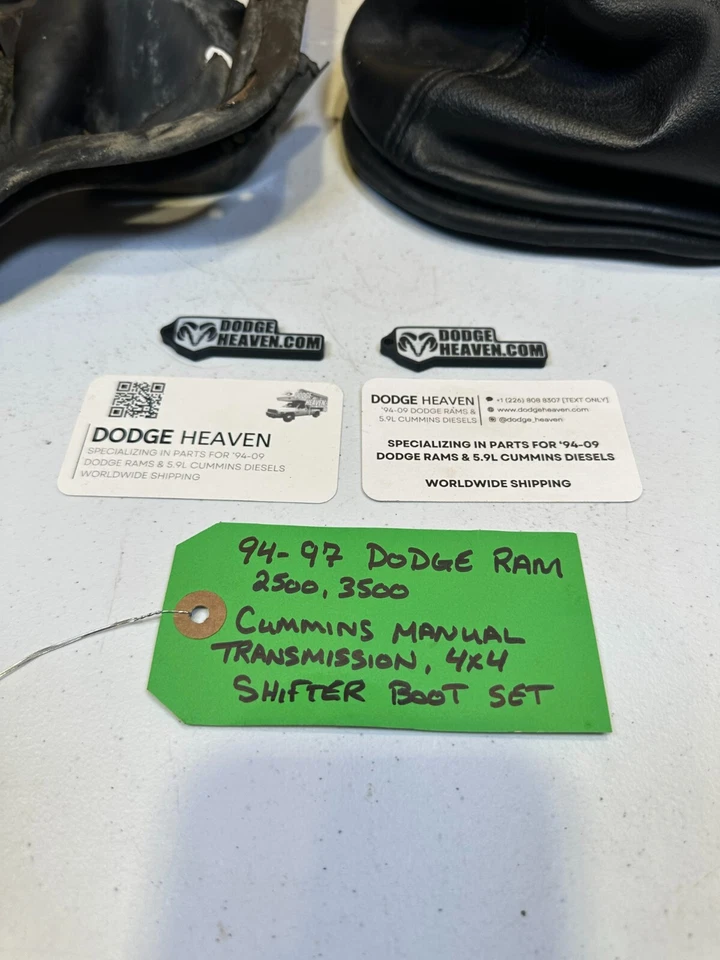 DODGE
HEAVEN.COM
DODGE
HEAVEN.COM
DODGE HEAVEN
SPECIALIZING IN PARTS FOR '94-09
DODGE RAMS & 5.9L CUMMINS DIESELS
WORLDWIDE SHIPPING
DODGE HEAVEN
'94-09 DODGE RAMS &
5.9L CUMMINS DIESELS
+1 (226) 808 8307 [TEXT ONLY]
www.dodgeheaven.com
@dodge_heaven
SPECIALIZING IN PARTS FOR '94-09
DODGE RAMS & 5.9L CUMMINS DIESELS
WORLDWIDE SHIPPING
94-97 DODGE RAM
2500, 3500
CUMMINS MANUAL
TRANSMISSION, 4x4
SHIFTER BOOT SET